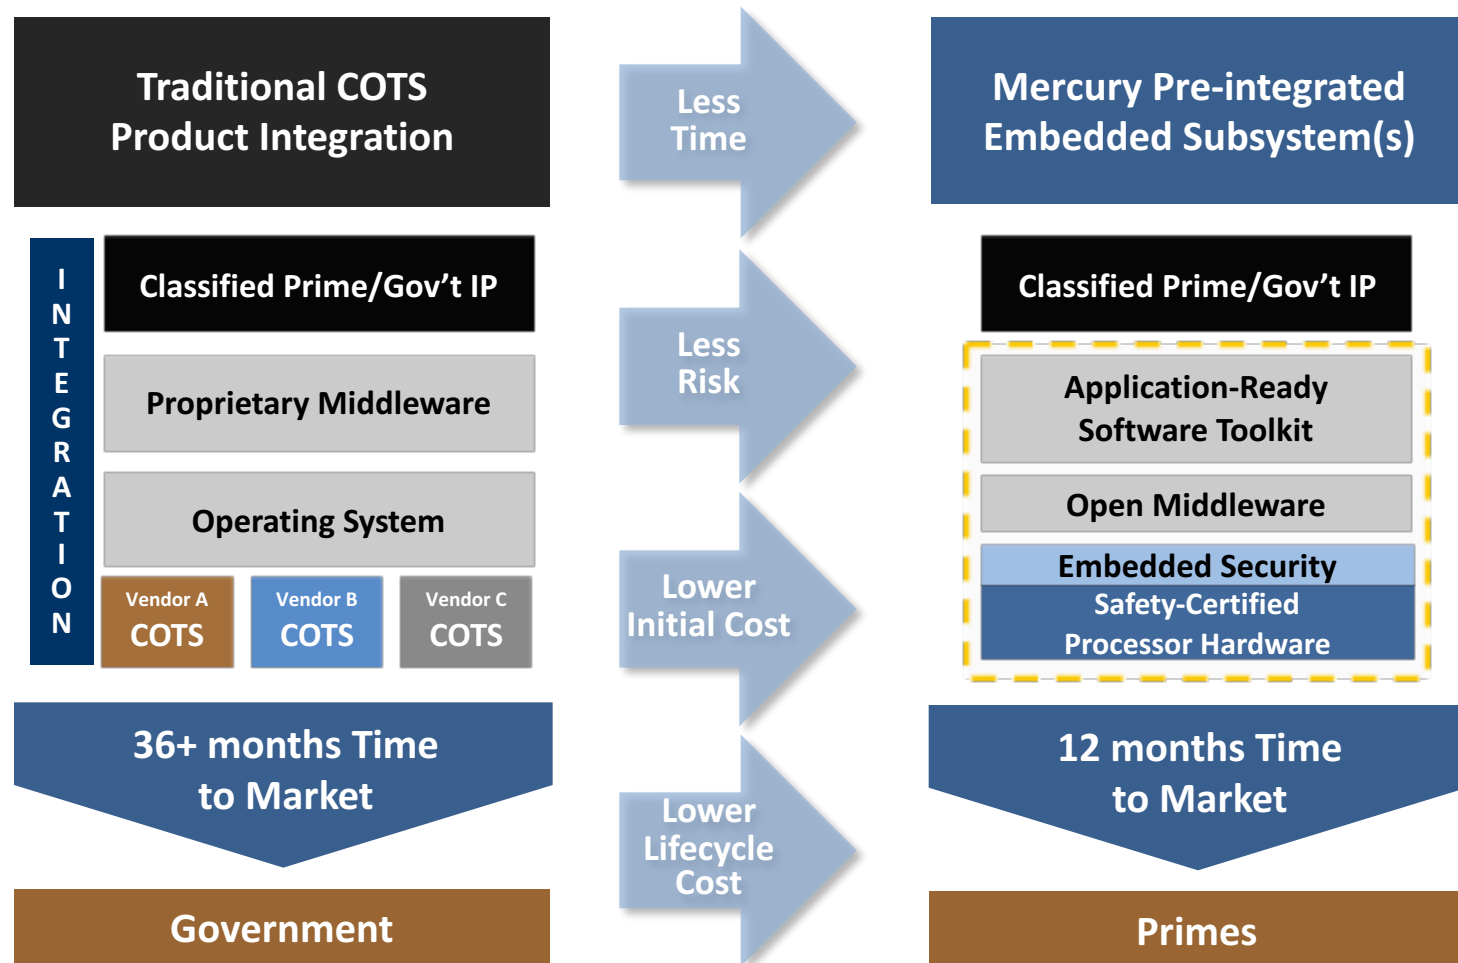 Traditional COTS
Product Integration
INTEGRATION
Classified Prime/Gov't IP
Proprietary Middleware
Operating System
Vendor A
COTS
Vendor B
COTS
Vendor C
COTS
36+ months Time
to Market
Government
Less
Time
Less
Risk
Lower
Initial Cost
Lower
Lifecycle
Cost
Mercury Pre-integrated
Embedded Subsystem(s)
Classified Prime/Gov't IP
Application-Ready
Software Toolkit
Open Middleware
Embedded Security
Safety-Certified
Processor Hardware
12 months Time
to Market
Primes